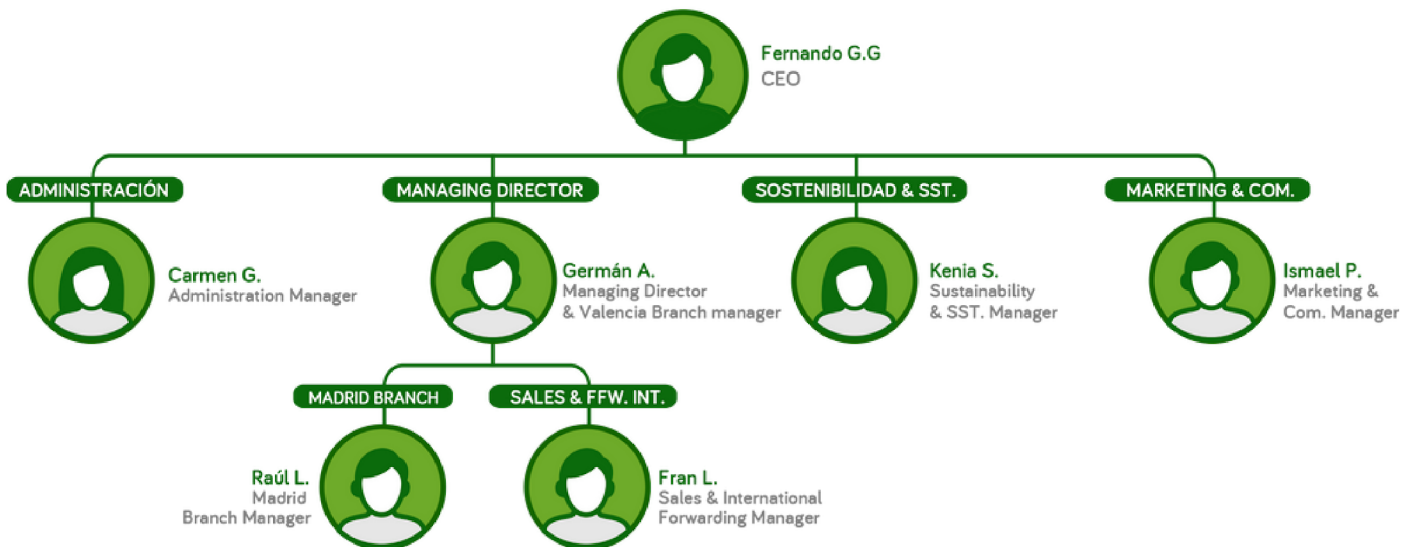 Fernando G.G
CEO
ADMINISTRACIÓN
MANAGING DIRECTOR
SOSTENIBILIDAD & SST.
MARKETING & COM.
Carmen G.
Administration Manager
Germán A.
Managing Director
& Valencia Branch manager
Kenia S.
Sustainability
& SST. Manager
Ismael P.
Marketing &
Com. Manager
MADRID BRANCH
SALES & FFW. INT.
Raúl L.
Madrid
Branch Manager
Fran L.
Sales & International
Forwarding Manager